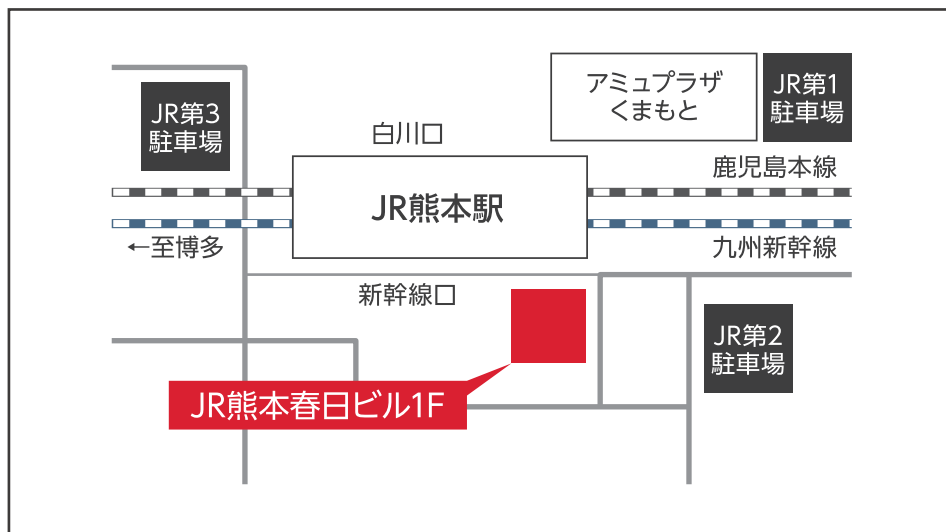 アミュプラザ
くまもと
JR第1
駐車場
JR第3
駐車場
白川口
鹿児島本線
JR熊本駅
←至博多
九州新幹線
新幹線口
JR第2
駐車場
JR熊本春日ビル1F